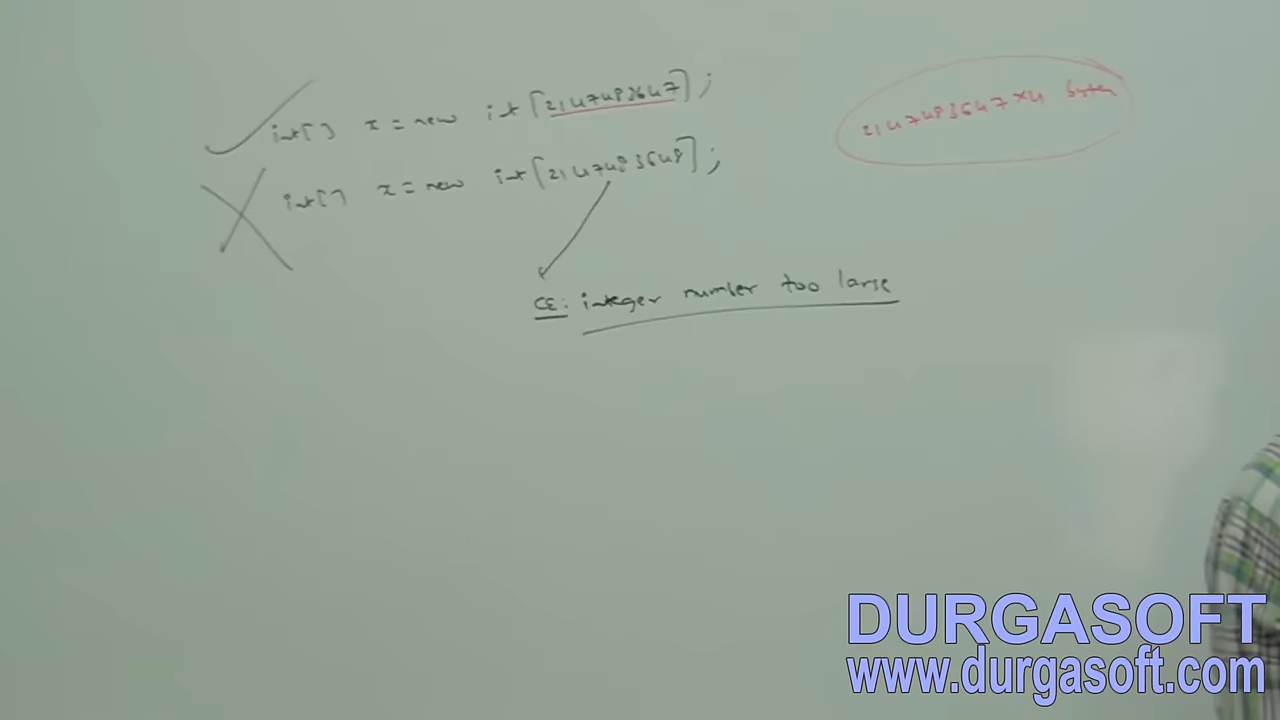 int[] x = new int[2147483647];
2147483647 x 4 bytes
int[] x = new int[2147483648];
CE: integer number too large
DURGASOFT
www.durgasoft.com